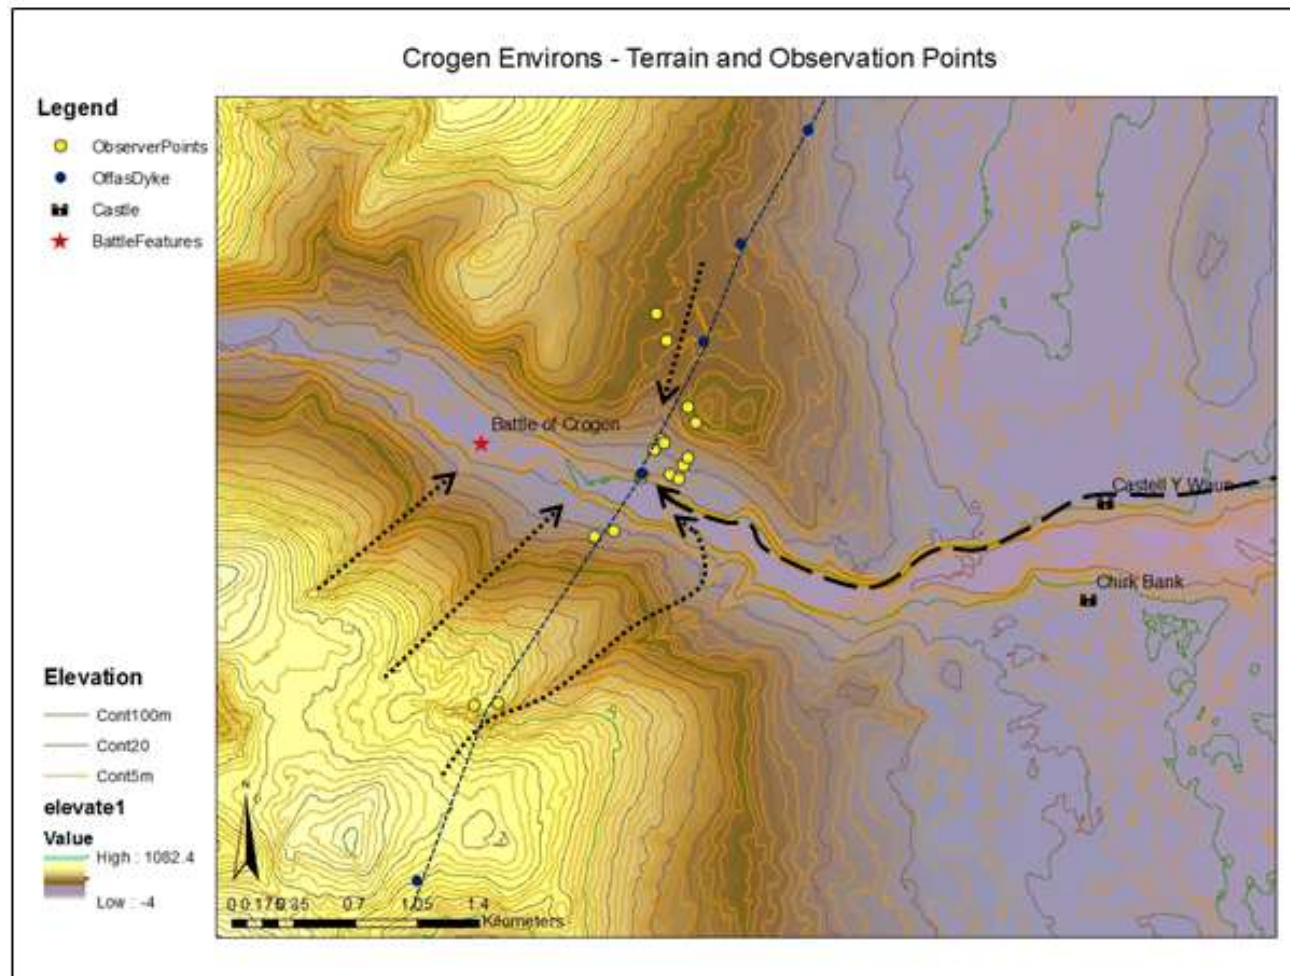 Crogen Environs - Terrain and Observation Points
Legend
ObserverPoints
OffasDyke
Castle
BattleFeatures
Battle of Crogen
Castell Y Waun
Chirk Bank
Elevation
Cont100m
Cont20
Cont5m
elevate1
Value
High : 1082.4
Low : -4
N
0.7 1.05 1.4
Kilometers